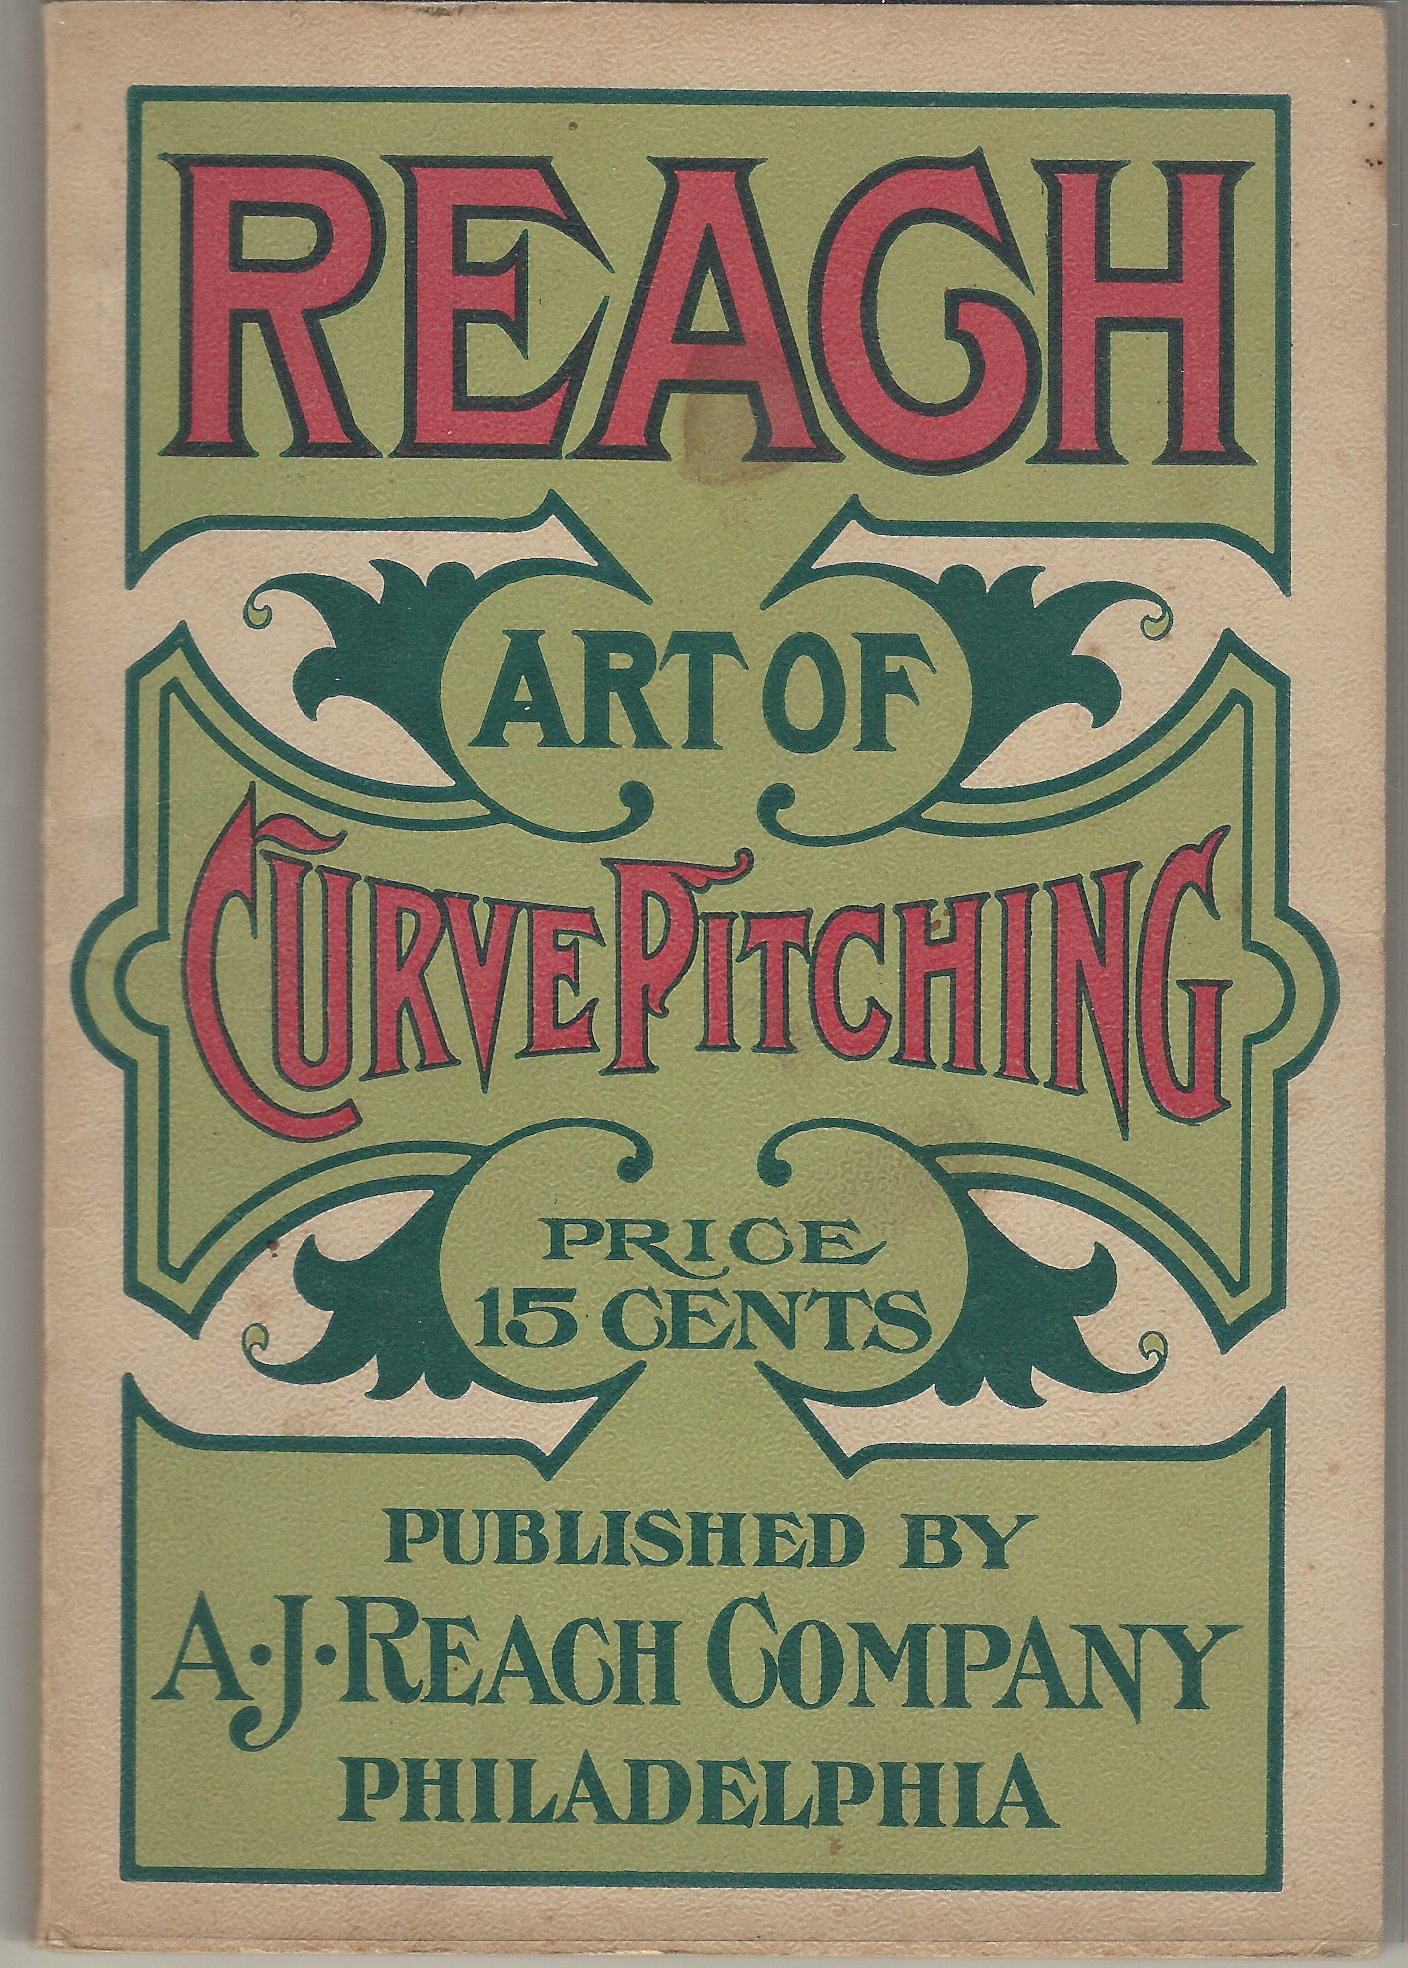 REACH
ART OF
CURVE PITCHING
PRICE
15 CENTS
PUBLISHED BY
A·J·REACH COMPANY
PHILADELPHIA